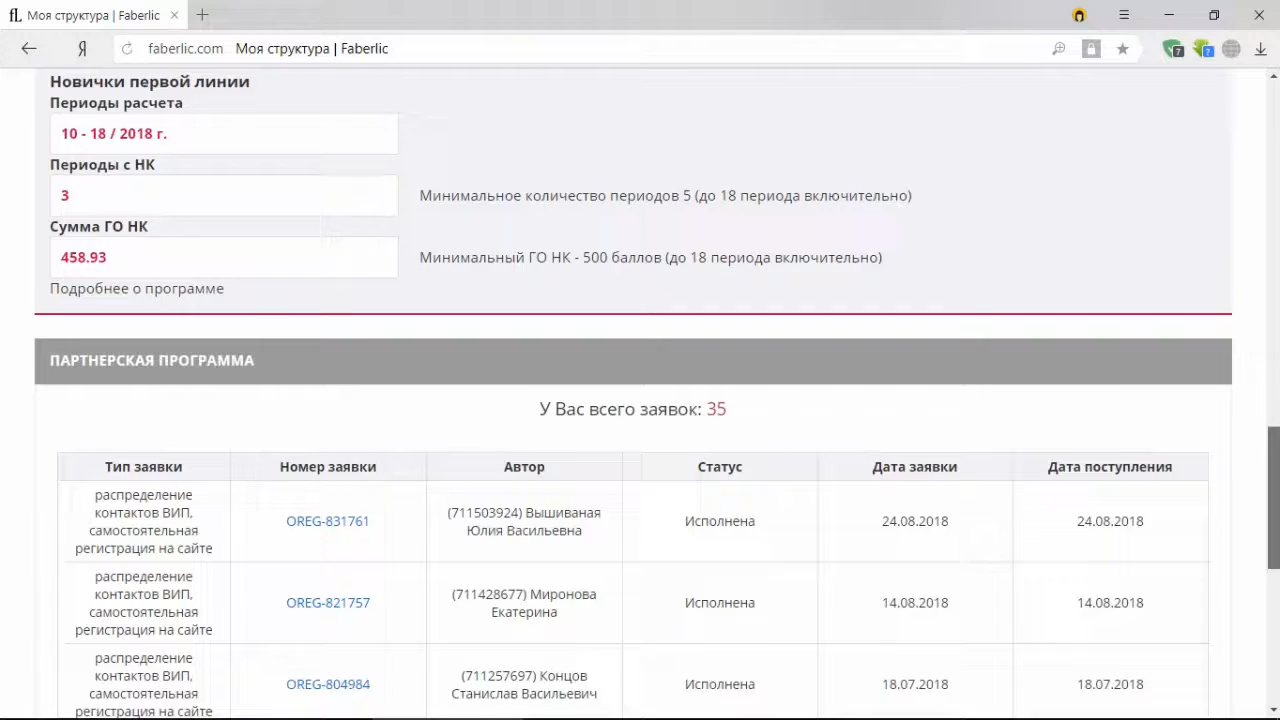 fL Моя структура | Faberlic
Я faberlic.com Моя структура | Faberlic 7 ?
Новички первой линии
Периоды расчета
10 - 18 / 2018 г.
Периоды с НК
3 Минимальное количество периодов 5 (до 18 периода включительно)
Сумма ГО НК
458.93 Минимальный ГО НК - 500 баллов (до 18 периода включительно)
Подробнее о программе
ПАРТНЕРСКАЯ ПРОГРАММА
У Вас всего заявок: 35
Тип заявки Номер заявки Автор Статус Дата заявки Дата поступления
распределение
контактов ВИП,
самостоятельная
регистрация на сайте
OREG-831761
(711503924) Вышиваная
Юлия Васильевна
Исполнена
24.08.2018
24.08.2018
распределение
контактов ВИП,
самостоятельная
регистрация на сайте
OREG-821757
(711428677) Миронова
Екатерина
Исполнена
14.08.2018
14.08.2018
распределение
контактов ВИП,
самостоятельная
регистрация на сайте
OREG-804984
(711257697) Концов
Станислав Васильевич
Исполнена
18.07.2018
18.07.2018